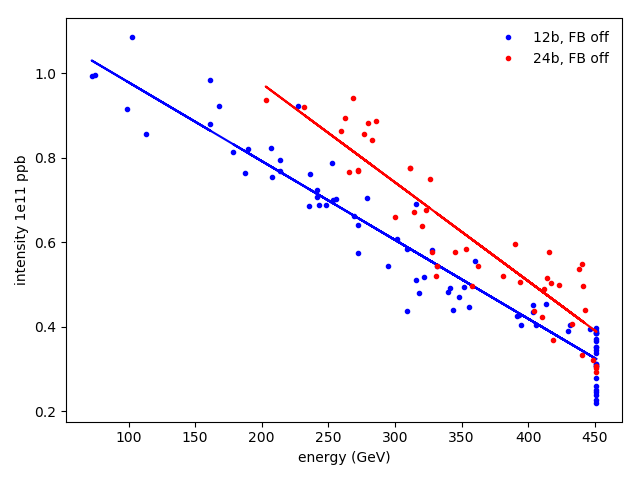 12b, FB off
24b, FB off
1.0
0.8
0.6
0.4
0.2
intensity 1e11 ppb
100 150 200 250 300 350 400 450
energy (GeV)